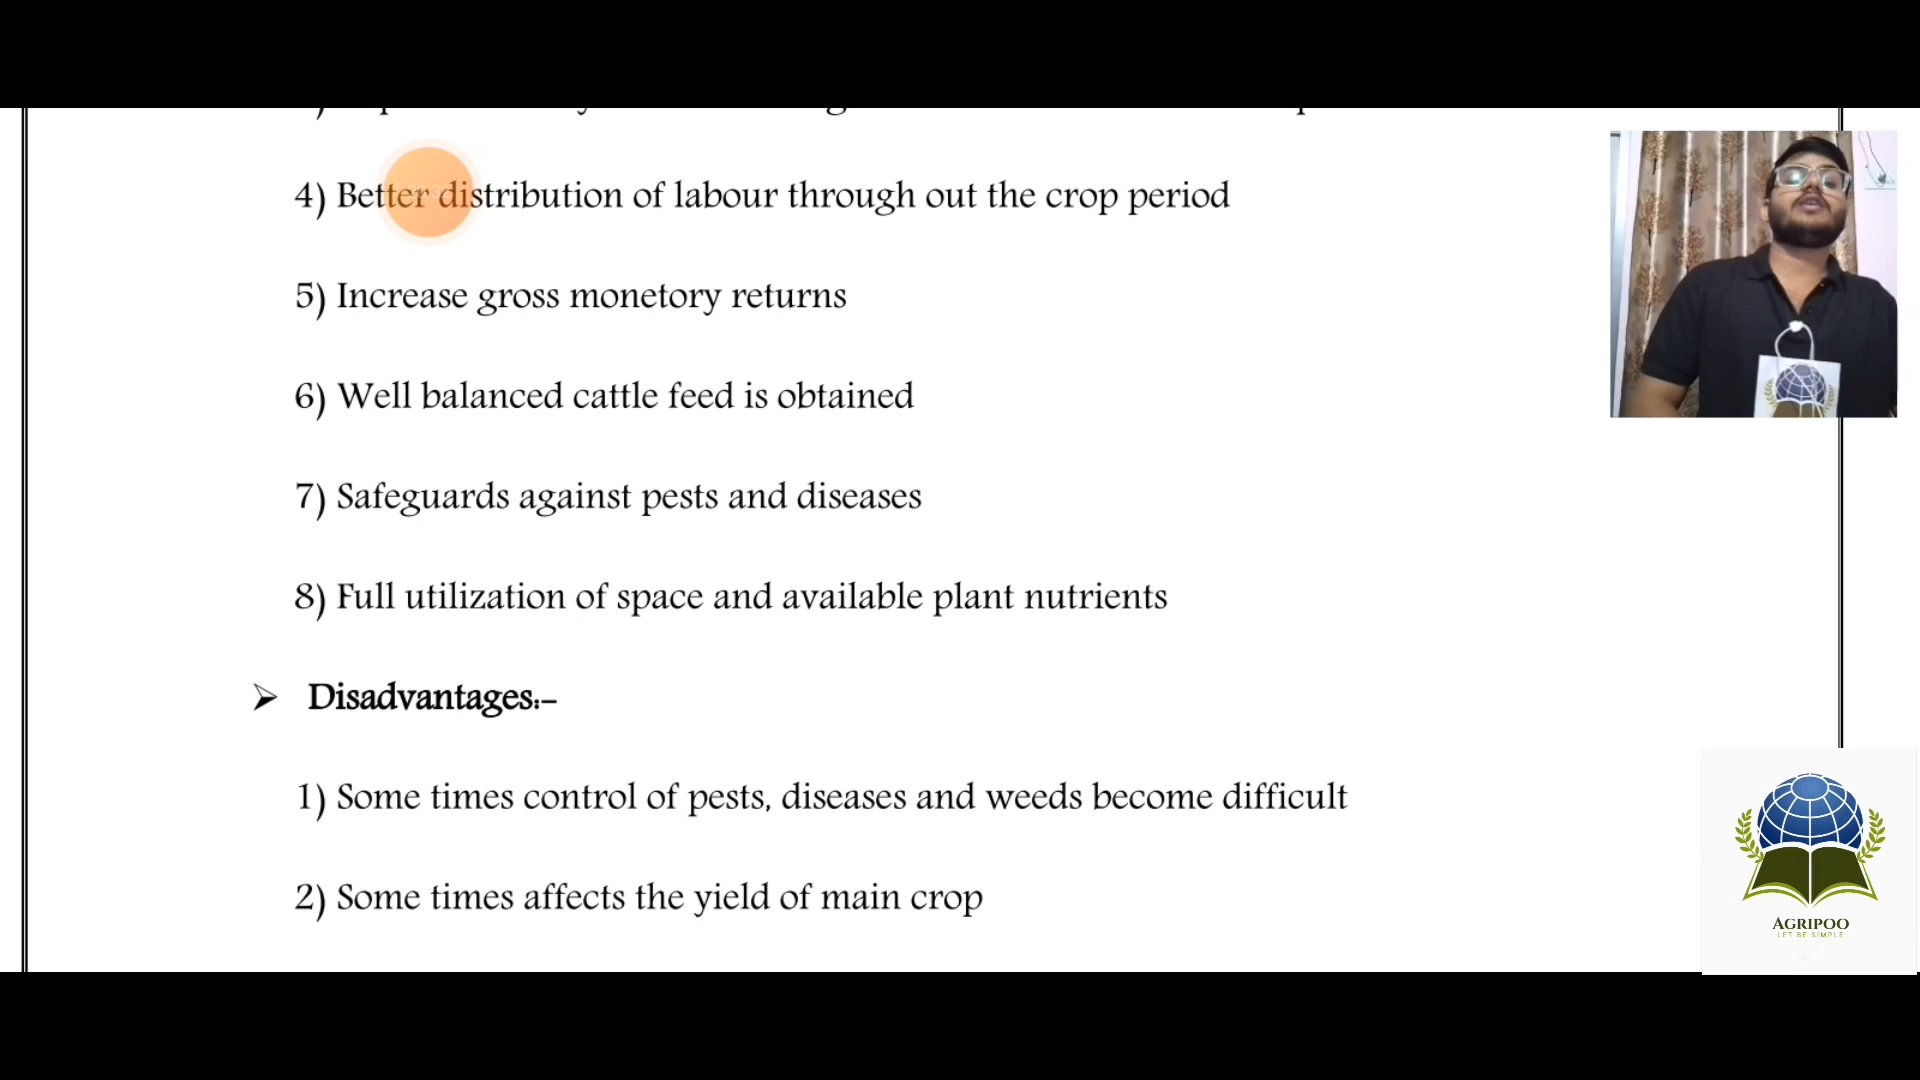 4) Better distribution of labour through out the crop period
5) Increase gross monetory returns
6) Well balanced cattle feed is obtained
7) Safeguards against pests and diseases
8) Full utilization of space and available plant nutrients
➢ Disadvantages:-
1) Some times control of pests, diseases and weeds become difficult
2) Some times affects the yield of main crop
AGRIPOO
LET BE SIMPLE